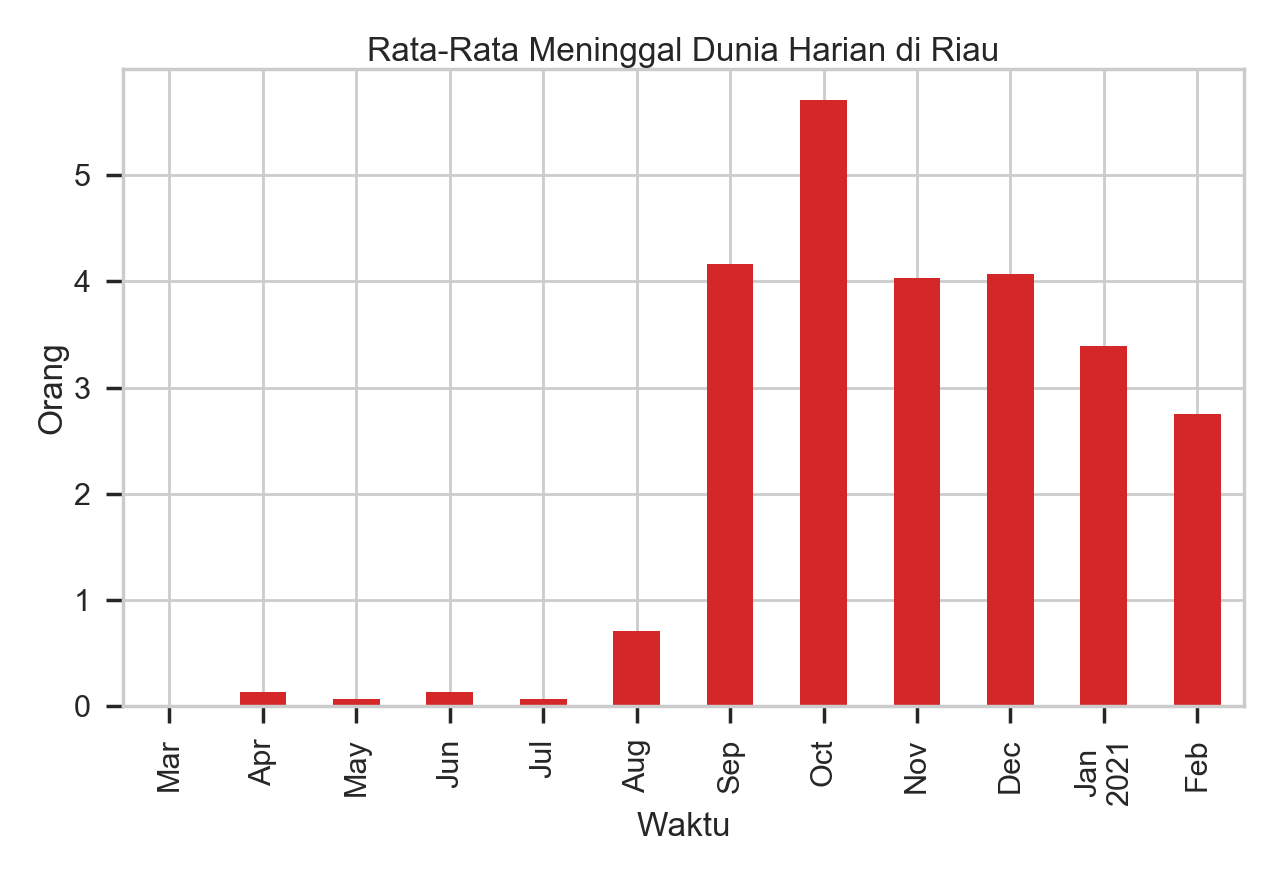 Rata-Rata Meninggal Dunia Harian di Riau
5
4
3
2
1
0
Orang
Mar
Apr
May
Jun
Jul
Aug
Sep
Oct
Nov
Dec
Jan
2021
Feb
Waktu